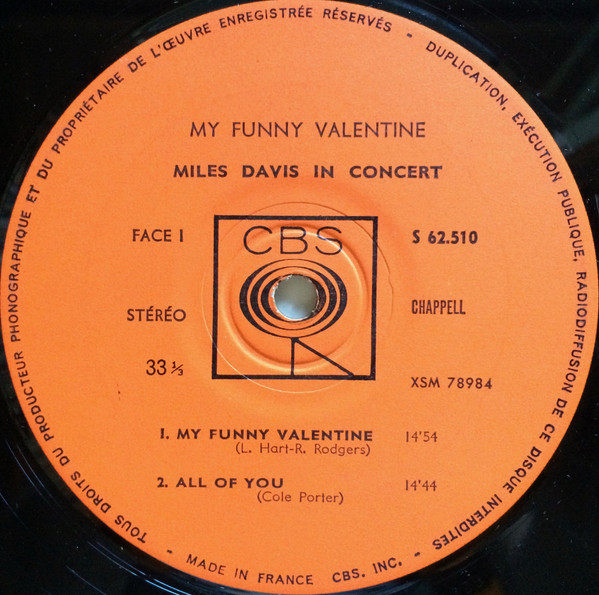 TOUS DROITS DU PRODUCTEUR PHONOGRAPHIQUE ET DU PROPRIÉTAIRE DE L'ŒUVRE ENREGISTRÉE RÉSERVÉS - DUPLICATION, EXÉCUTION PUBLIQUE, RADIODIFFUSION DE CE DISQUE INTERDITES -
MY FUNNY VALENTINE
MILES DAVIS IN CONCERT
FACE I
CBS
S 62.510
STÉRÉO
CHAPPELL
33 ⅓
XSM 78984
1. MY FUNNY VALENTINE 14'54
(L. Hart-R. Rodgers)
2. ALL OF YOU 14'44
(Cole Porter)
- MADE IN FRANCE CBS. INC. -